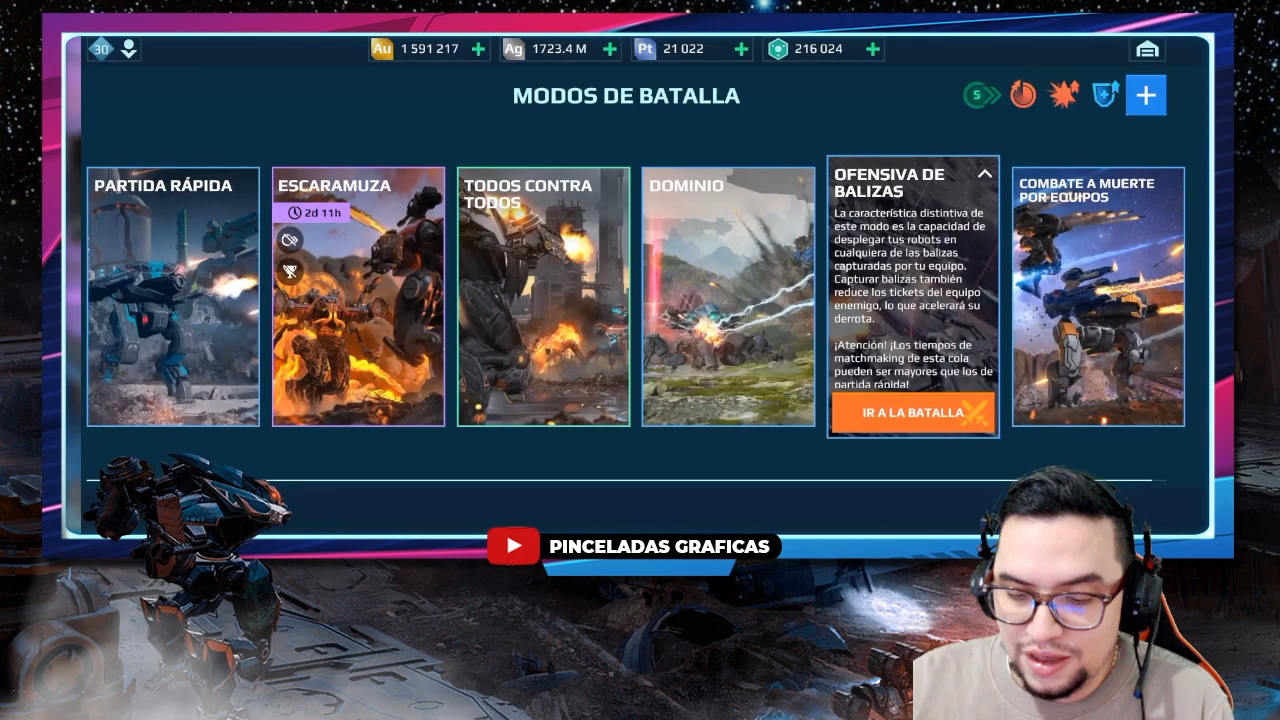 30
Au 1 591 217 +
Ag 1723.4 M +
Pt 21 022 +
216 024 +
MODOS DE BATALLA
5
PARTIDA RÁPIDA
ESCARAMUZA
2d 11h
TODOS CONTRA
TODOS
DOMINIO
OFENSIVA DE
BALIZAS
La característica distintiva de
este modo es la capacidad de
desplegar tus robots en
cualquiera de las balizas
capturadas por tu equipo.
Capturar balizas también
reduce los tickets del equipo
enemigo, lo que acelerará su
derrota.
¡Atención! ¡Los tiempos de
matchmaking de esta cola
pueden ser mayores que los de
partida rápida!
IR A LA BATALLA
COMBATE A MUERTE
POR EQUIPOS
PINCELADAS GRAFICAS